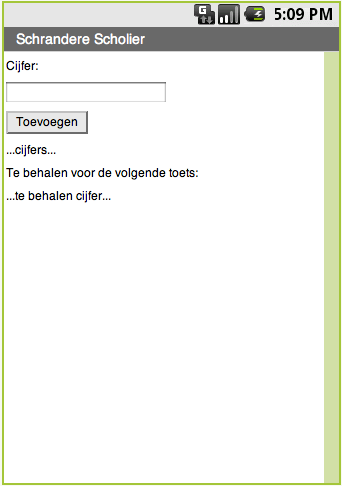 5:09 PM
Schrandere Scholier
Cijfer:
Toevoegen
...cijfers...
Te behalen voor de volgende toets:
...te behalen cijfer...